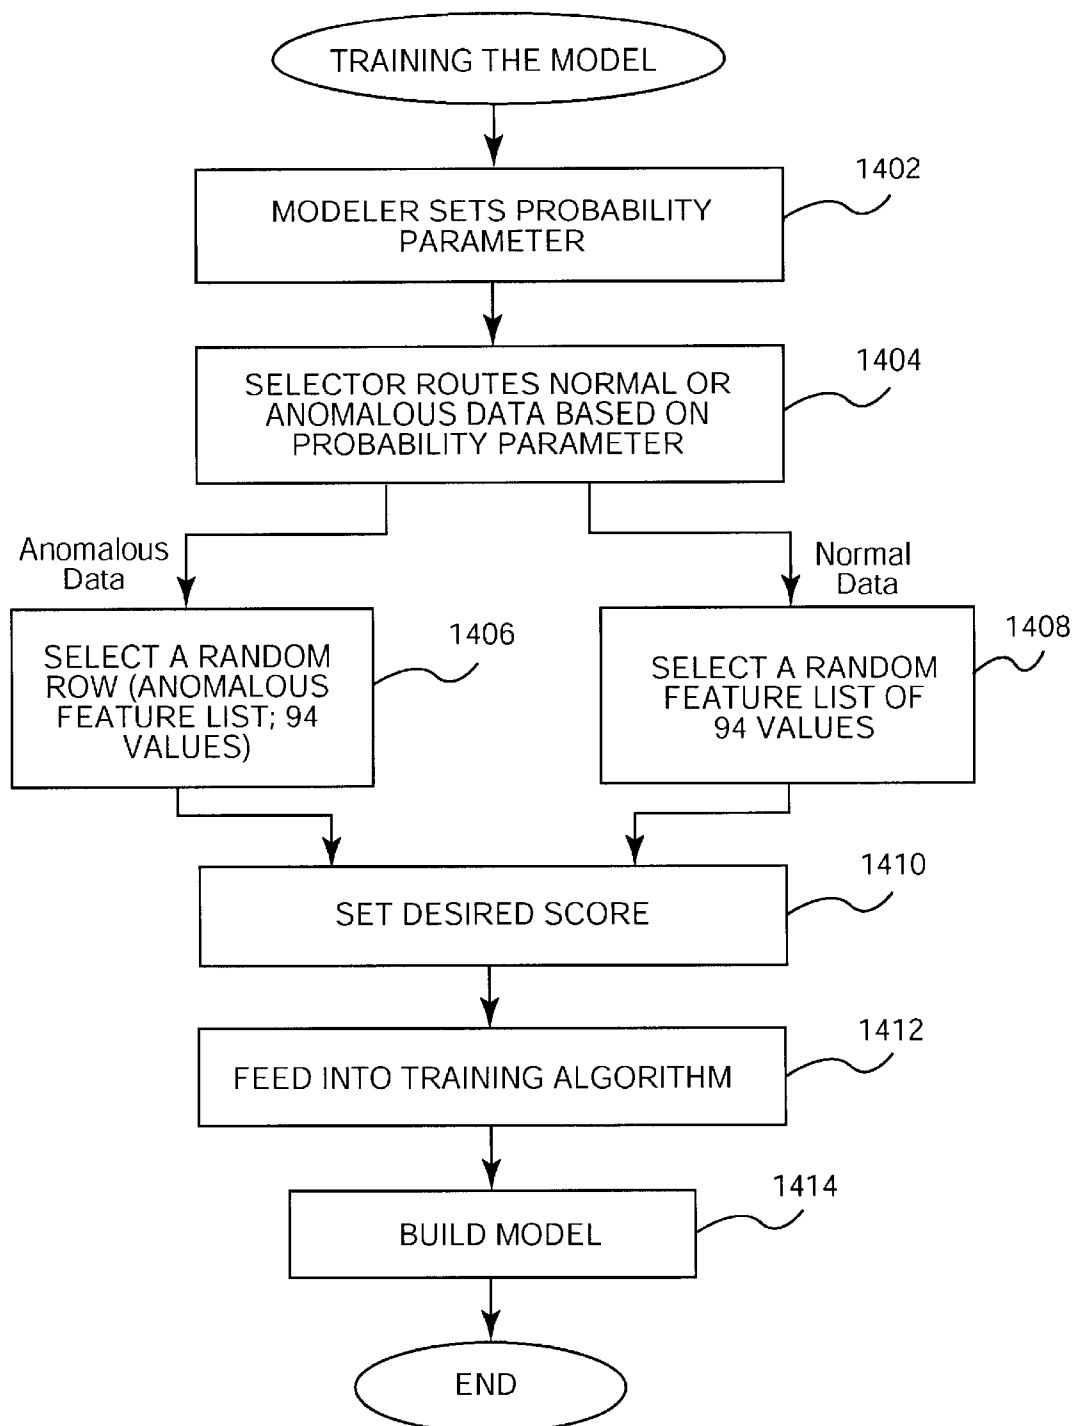 TRAINING THE MODEL
1402
MODELER SETS PROBABILITY
PARAMETER
1404
SELECTOR ROUTES NORMAL OR
ANOMALOUS DATA BASED ON
PROBABILITY PARAMETER
Anomalous
Data
Normal
Data
1406
SELECT A RANDOM
ROW (ANOMALOUS
FEATURE LIST; 94
VALUES)
1408
SELECT A RANDOM
FEATURE LIST OF
94 VALUES
1410
SET DESIRED SCORE
1412
FEED INTO TRAINING ALGORITHM
1414
BUILD MODEL
END